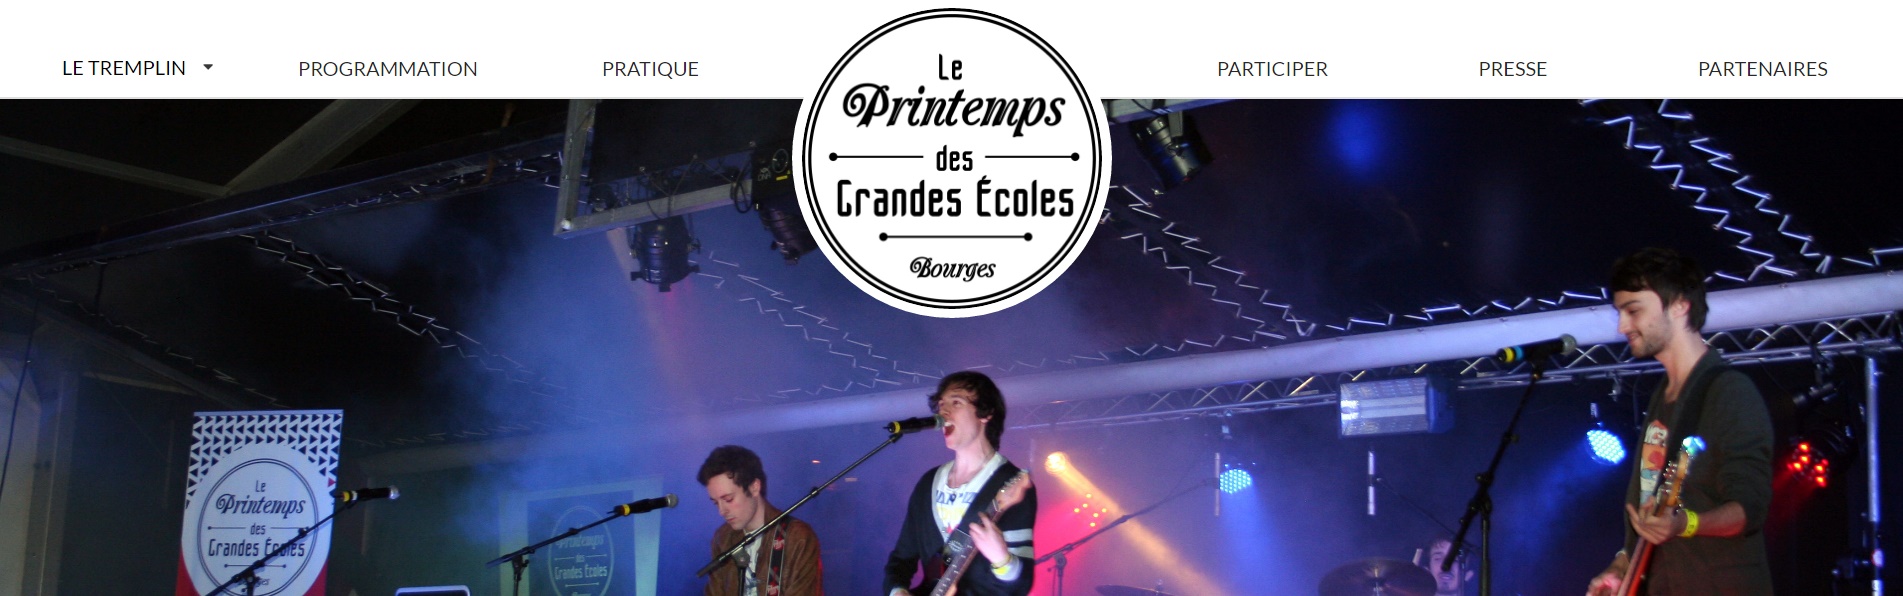 LE TREMPLIN
PROGRAMMATION
PRATIQUE
Le
Printemps
des
Grandes Écoles
Bourges
PARTICIPER
PRESSE
PARTENAIRES
Le
Printemps
des
Grandes Écoles
Printemps
des
Grandes Écoles